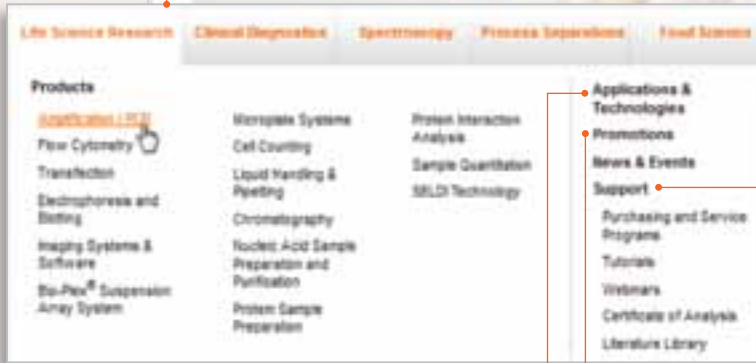 Life Science Research
Clinical Diagnostics
Spectroscopy
Process Separations
Food Science
Products
Amplification / PCR
Flow Cytometry
Transfection
Electrophoresis and
Blotting
Imaging Systems &
Software
Bio-Plex® Suspension
Array System
Microplate Systems
Cell Counting
Liquid Handling &
Pipetting
Chromatography
Nucleic Acid Sample
Preparation and
Purification
Protein Sample
Preparation
Protein Interaction
Analysis
Sample Quantitation
SELDI Technology
Applications &
Technologies
Promotions
News & Events
Support
Purchasing and Service
Programs
Tutorials
Webinars
Certificate of Analysis
Literature Library